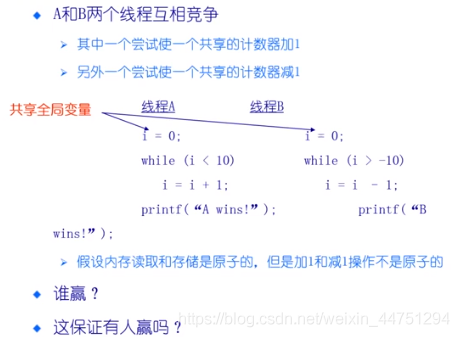 A和B两个线程互相竞争
其中一个尝试使一个共享的计数器加1
另外一个尝试使一个共享的计数器减1
线程A 线程B
共享全局变量
i = 0; i = 0;
while (i < 10) while (i > -10)
i = i + 1; i = i - 1;
printf(“A wins!”); printf(“B
wins!”);
假设内存读取和存储是原子的，但是加1和减1操作不是原子的
谁赢？
这保证有人赢吗？
https://blog.csdn.net/weixin_44751294